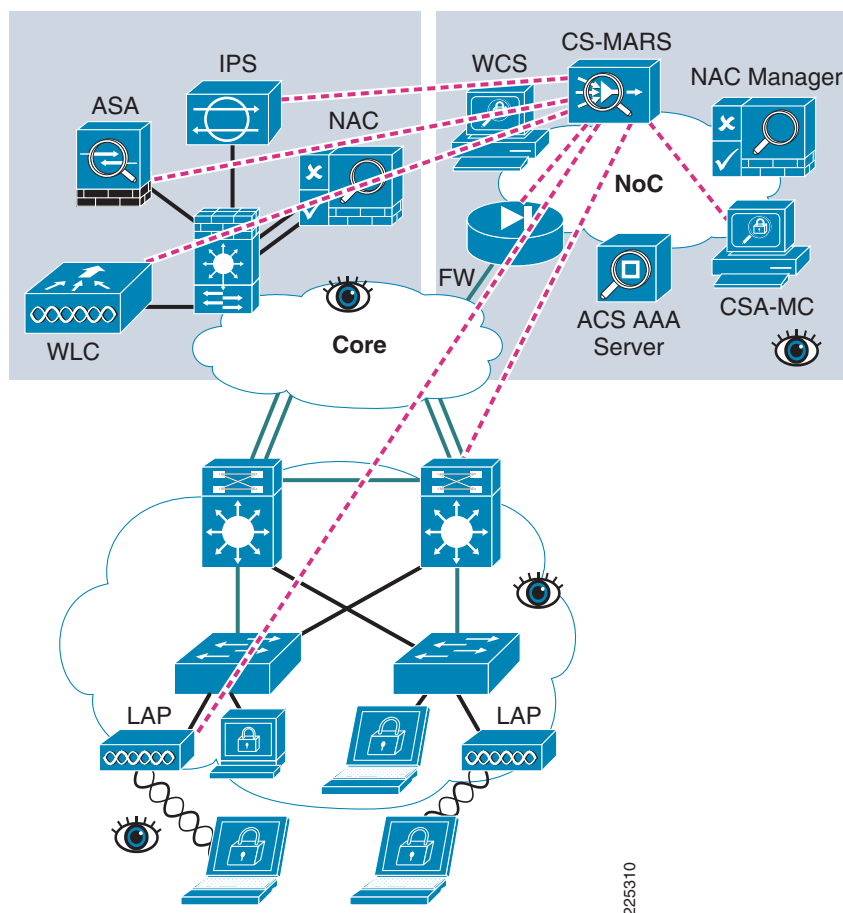 CS-MARS
IPS
WCS
NAC Manager
ASA
NAC
NoC
FW
WLC
Core
ACS AAA
Server
CSA-MC
LAP
LAP
225310